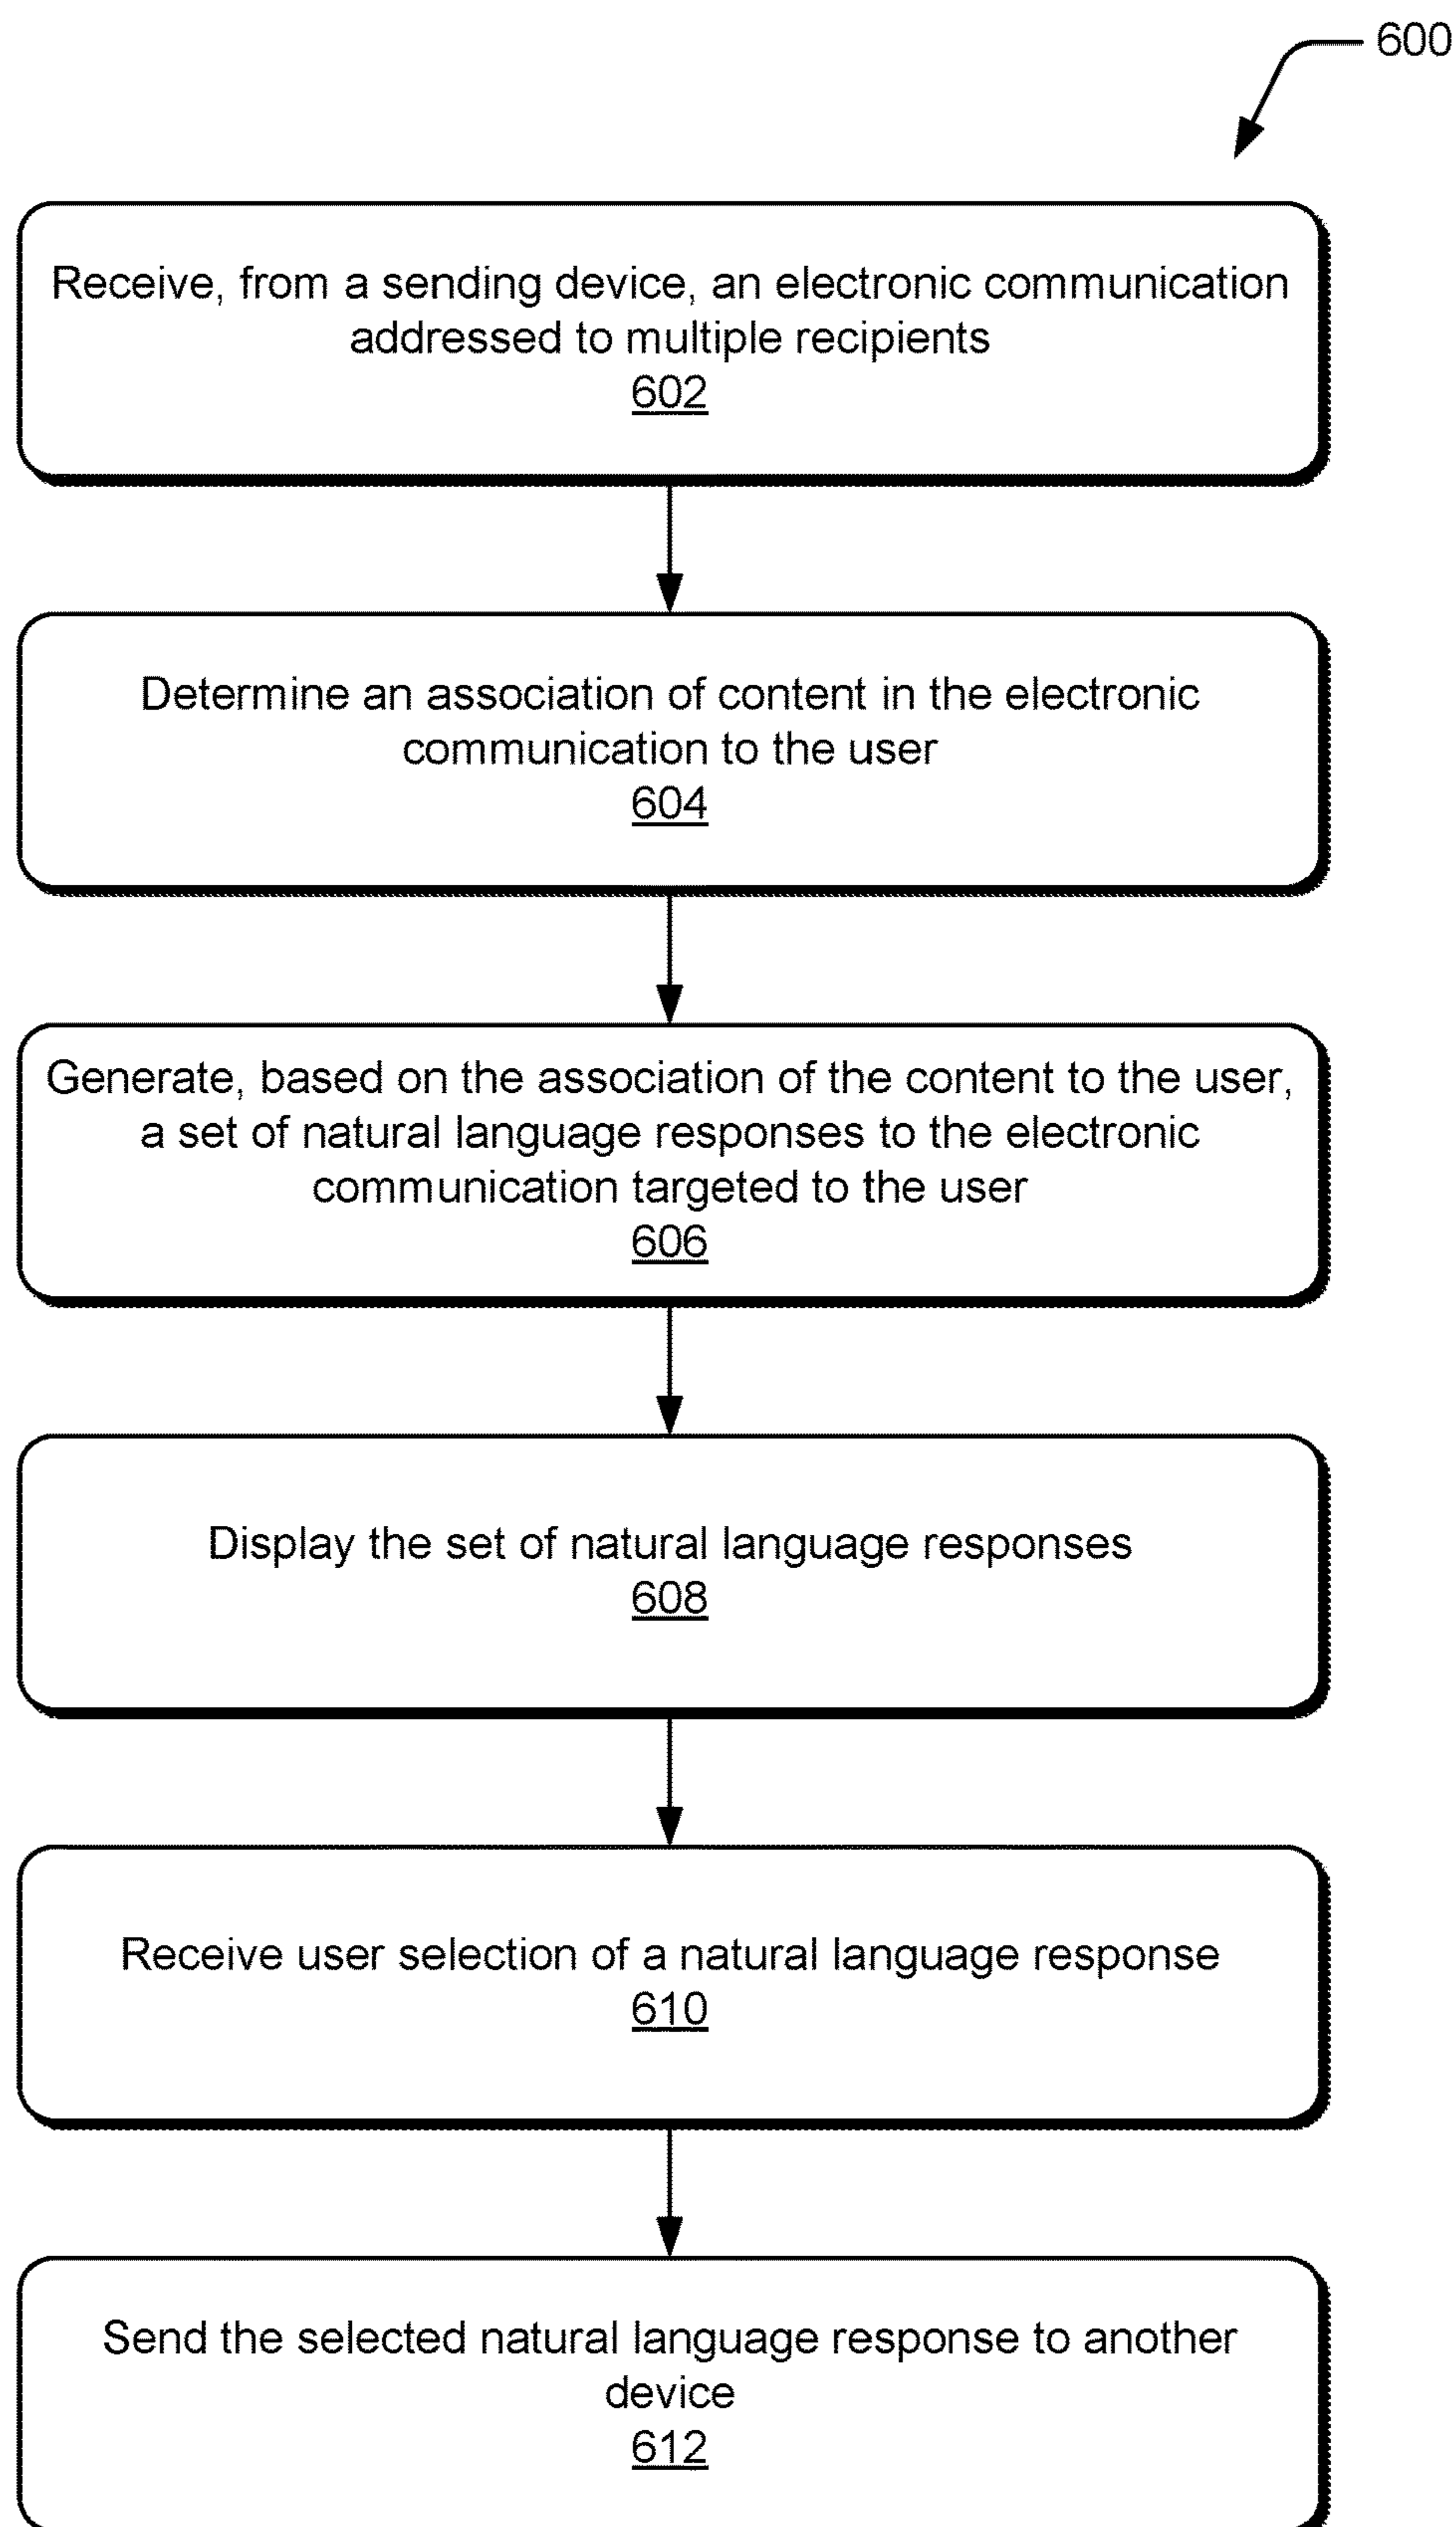 600
Receive, from a sending device, an electronic communication
addressed to multiple recipients
602
Determine an association of content in the electronic
communication to the user
604
Generate, based on the association of the content to the user,
a set of natural language responses to the electronic
communication targeted to the user
606
Display the set of natural language responses
608
Receive user selection of a natural language response
610
Send the selected natural language response to another
device
612